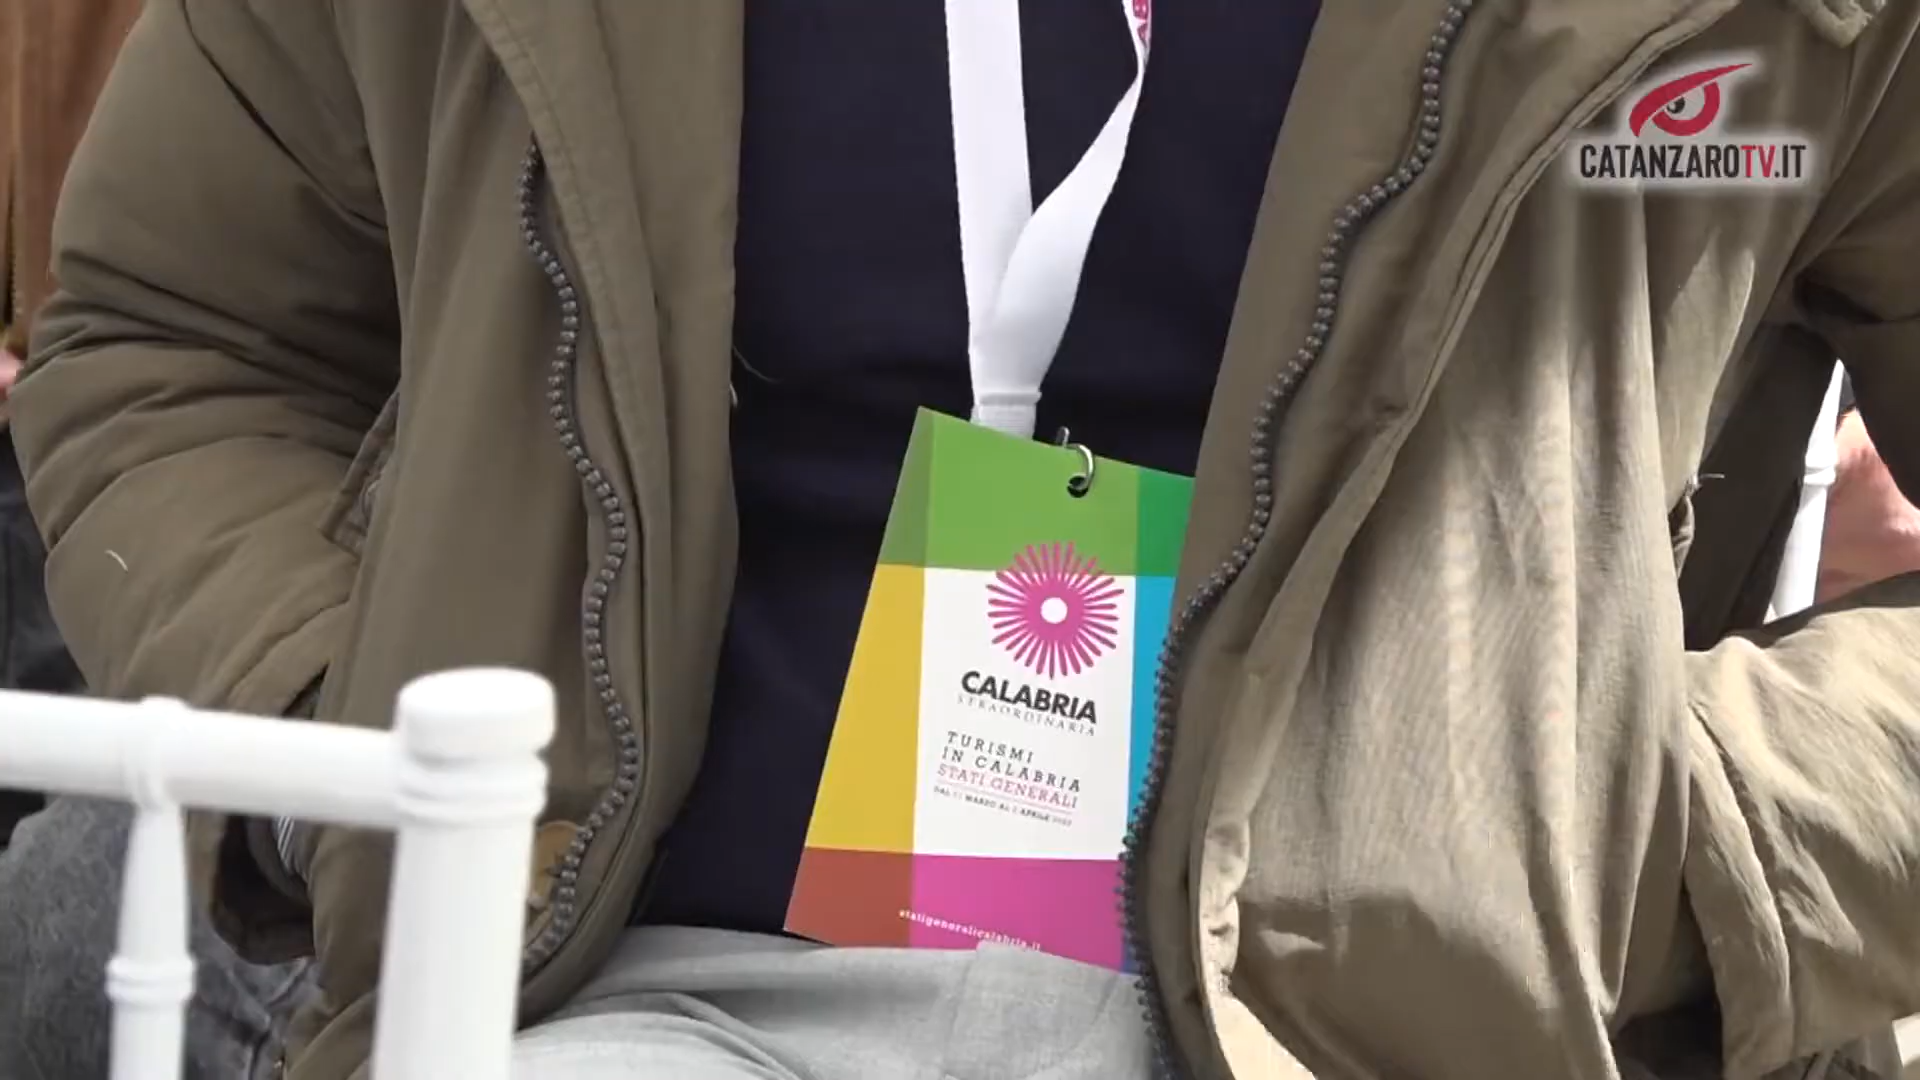 CATANZAROTV.IT
CALABRIA
STRAORDINARIA
TURISMI
IN CALABRIA
STATI GENERALI
statigeneralicalabria.it